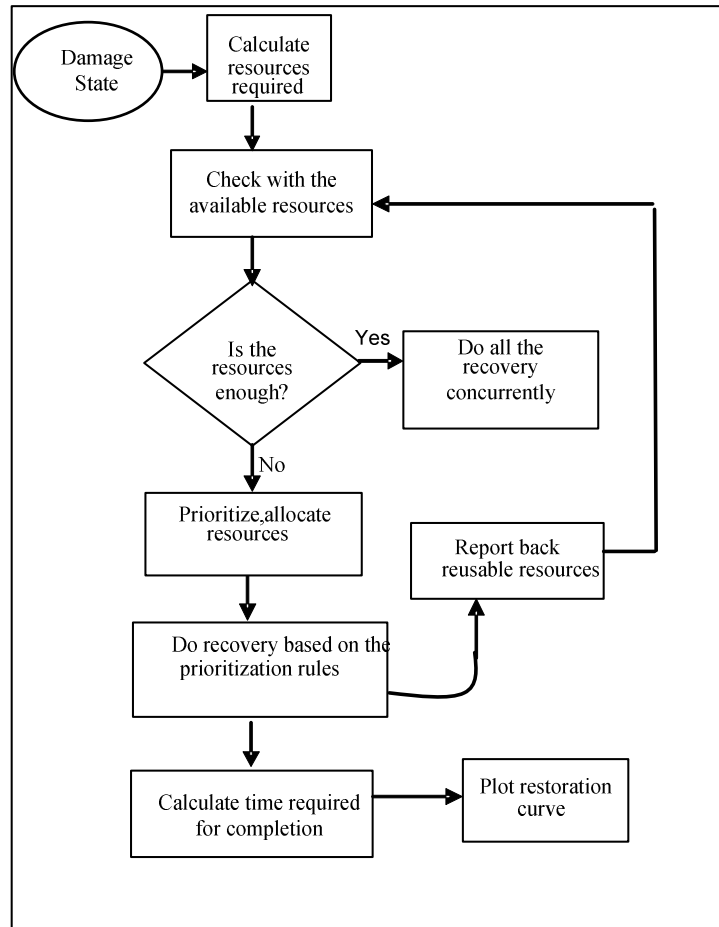 Damage
State
Calculate
resources
required
Check with the
available resources
Is the
resources
enough?
Yes
Do all the
recovery
concurrently
No
Prioritize,allocate
resources
Report back
reusable resources
Do recovery based on the
prioritization rules
Calculate time required
for completion
Plot restoration
curve